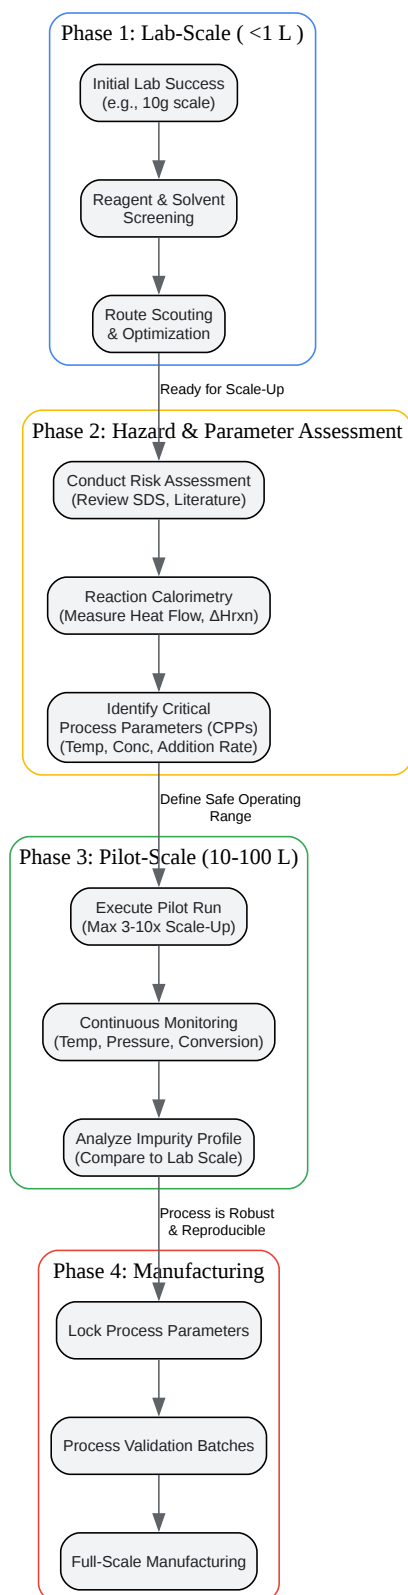 Phase 1: Lab-Scale ( <1 L )
Initial Lab Success
(e.g., 10g scale)
Reagent & Solvent
Screening
Route Scouting
& Optimization
Ready for Scale-Up
Phase 2: Hazard & Parameter Assessment
Conduct Risk Assessment
(Review SDS, Literature)
Reaction Calorimetry
(Measure Heat Flow, ΔHrxn)
Identify Critical
Process Parameters (CPPs)
(Temp, Conc, Addition Rate)
Define Safe Operating
Range
Phase 3: Pilot-Scale (10-100 L)
Execute Pilot Run
(Max 3-10x Scale-Up)
Continuous Monitoring
(Temp, Pressure, Conversion)
Analyze Impurity Profile
(Compare to Lab Scale)
Process is Robust
& Reproducible
Phase 4: Manufacturing
Lock Process Parameters
Process Validation Batches
Full-Scale Manufacturing